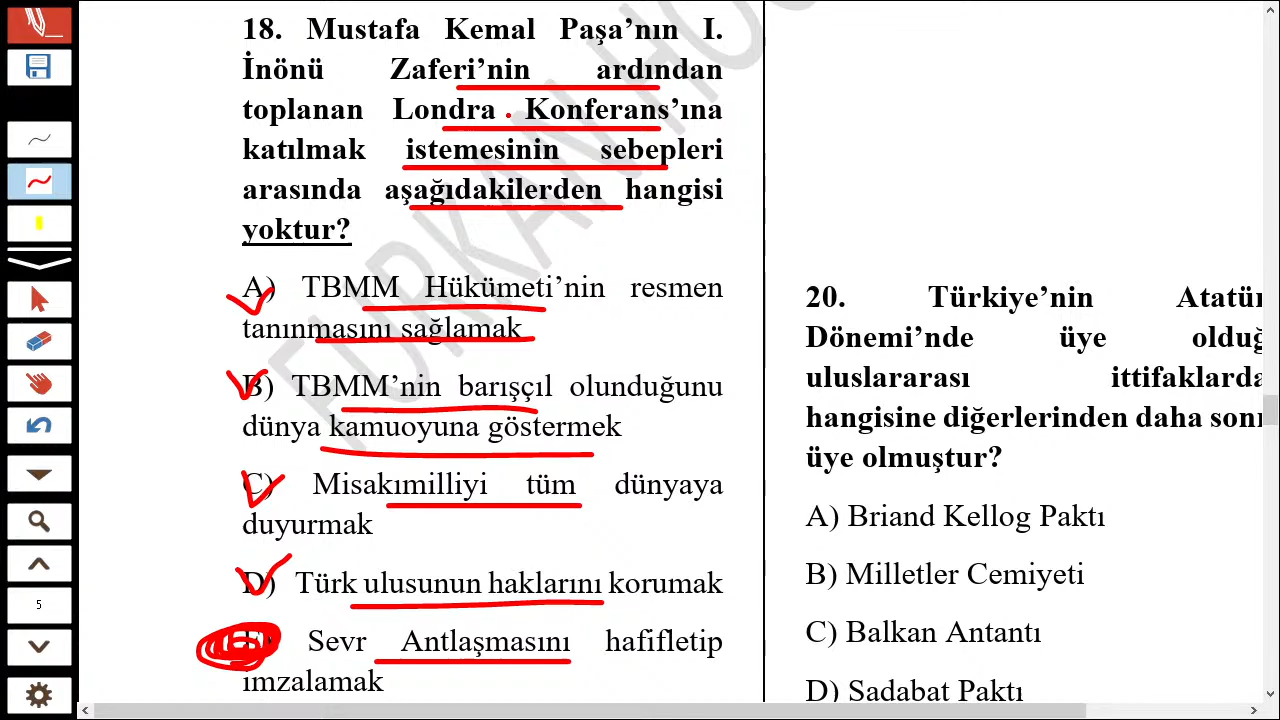 18. Mustafa Kemal Paşa’nın I.
İnönü Zaferi’nin ardından
toplanan Londra Konferans’ına
katılmak istemesinin sebepleri
arasında aşağıdakilerden hangisi
yoktur?
A) TBMM Hükümeti’nin resmen
tanınmasını sağlamak
B) TBMM’nin barışçıl olunduğunu
dünya kamuoyuna göstermek
C) Misakımilliyi tüm dünyaya
duyurmak
D) Türk ulusunun haklarını korumak
E) Sevr Antlaşmasını hafifletip
imzalamak
20. Türkiye’nin Atatür
Dönemi’nde üye olduğ
uluslararası ittifaklarda
hangisine diğerlerinden daha sonr
üye olmuştur?
A) Briand Kellog Paktı
B) Milletler Cemiyeti
C) Balkan Antantı
D) Sadabat Paktı
FURKAN HO
5